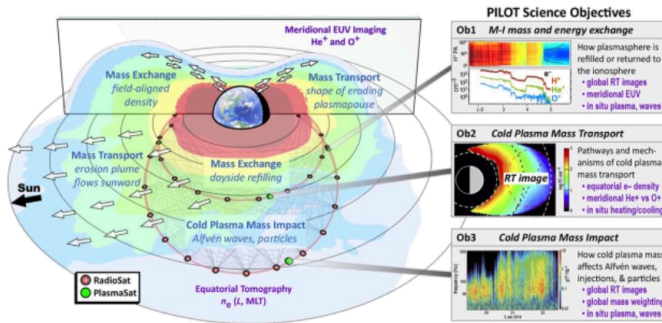 Meridional EUV Imaging
He⁺ and O⁺
Mass Exchange
field-aligned
density
Mass Transport
shape of eroding
plasmapause
Mass Transport
erosion plume
flows sunward
Mass Exchange
dayside refilling
Sun
Cold Plasma Mass Impact
Alfvén waves, particles
RadioSat
PlasmaSat
Equatorial Tomography
nₑ (L, MLT)
PILOT Science Objectives
Ob1 M-I mass and energy exchange
H⁺
He⁺
O⁺
How plasmasphere
is refilled or returned to
the ionosphere
• global RT images
• meridional EUV
• in situ plasma, waves
Ob2 Cold Plasma Mass Transport
RT image
Pathways and mech-
anisms of cold plasma
mass transport
• equatorial e– density
• meridional He+ vs O+
• in situ heating/cooling
Ob3 Cold Plasma Mass Impact
Frequency (Hz)
How cold plasma mass
affects Alfvén waves,
injections, & particles
• global RT images
• global mass weighting
• in situ plasma, waves